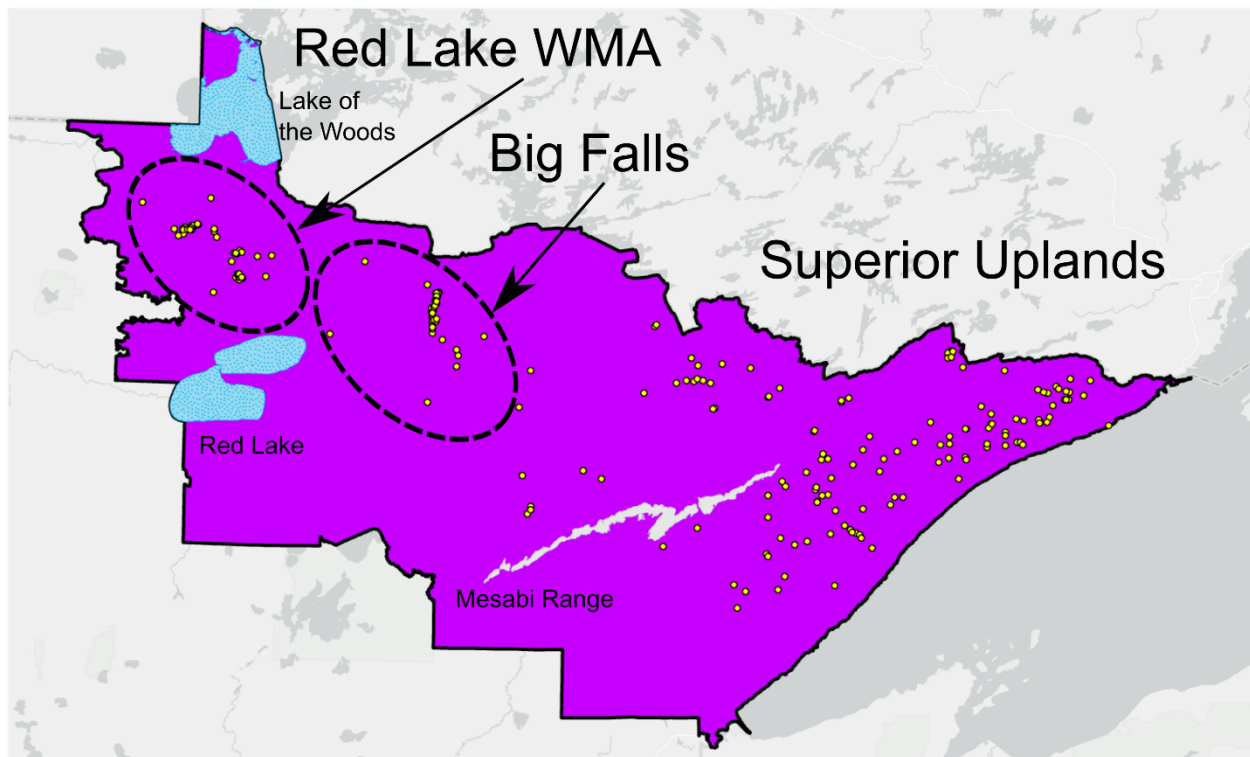 Red Lake WMA
Lake of
the Woods
Big Falls
Superior Uplands
Red Lake
Mesabi Range